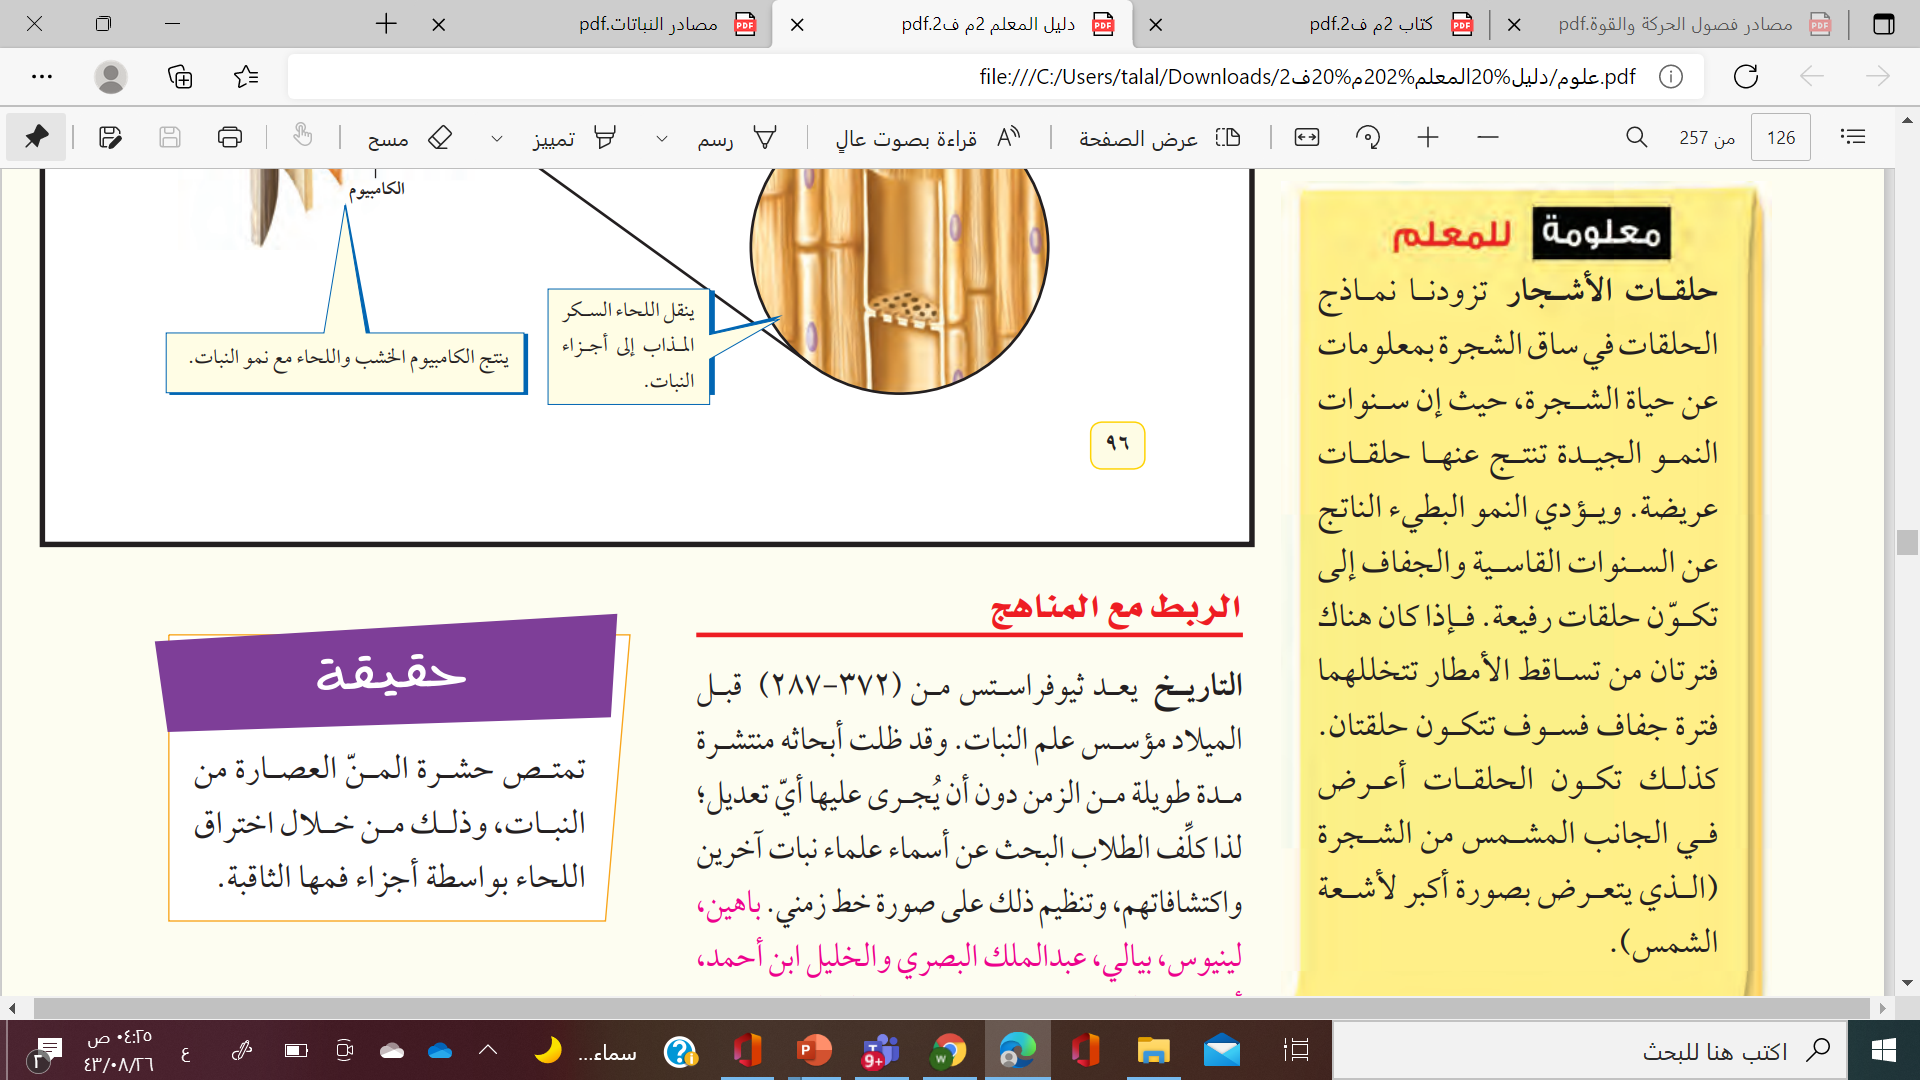 مصادر فصول الحركة والقوة.pdf
كتاب 2م ف2.pdf
دليل المعلم 2م ف2.pdf
مصادر النباتات.pdf
file:///C:/Users/talal/Downloads/علوم/دليل%20المعلم%202م%20ف2.pdf
126
من 257
عرض الصفحة
قراءة بصوت عالٍ
رسم
تمييز
مسح
معلومة للمعلم
حلقات الأشجار تزودنا نماذج
الحلقات في ساق الشجرة بمعلومات
عن حياة الشجرة، حيث إن سنوات
النمو الجيدة تنتج عنها حلقات
عريضة. ويؤدي النمو البطيء الناتج
عن السنوات القاسية والجفاف إلى
تكوّن حلقات رفيعة. فإذا كان هناك
فترتان من تساقط الأمطار تتخللهما
فترة جفاف فسوف تتكون حلقتان.
كذلك تكون الحلقات أعرض
في الجانب المشمس من الشجرة
(الذي يتعرض بصورة أكبر لأشعة
الشمس).
الكامبيوم
ينقل اللحاء السكر
المذاب إلى أجزاء
النبات.
ينتج الكامبيوم الخشب واللحاء مع نمو النبات.
٩٦
الربط مع المناهج
التاريخ يعد ثيوفراستس من (٣٧٢-٢٨٧) قبل
الميلاد مؤسس علم النبات. وقد ظلت أبحاثه منتشرة
مدة طويلة من الزمن دون أن يُجرى عليها أيّ تعديل؛
لذا كلِّف الطلاب البحث عن أسماء علماء نبات آخرين
واكتشافاتهم، وتنظيم ذلك على صورة خط زمني. باهين،
لينيوس، بيالي، عبدالملك البصري والخليل ابن أحمد،
حقيقة
تمتص حشرة المنّ العصارة من
النبات، وذلك من خلال اختراق
اللحاء بواسطة أجزاء فمها الثاقبة.
اكتب هنا للبحث
سماء...
ع
٠٤:٢٥ ص
٤٣/٠٨/٢٦
٣
9+